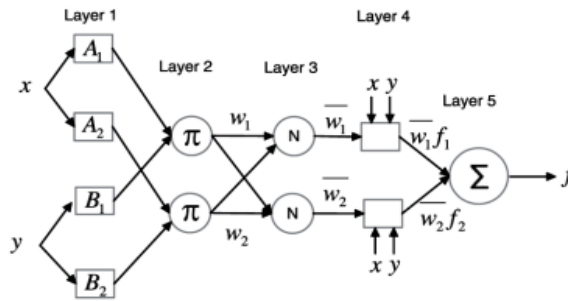 Layer 1
Layer 2
Layer 3
Layer 4
Layer 5
x
y
A₁
A₂
B₁
B₂
π
π
w₁
w₂
N
N
w̅₁
w̅₂
x y
x y
w̅₁f₁
w̅₂f₂
Σ